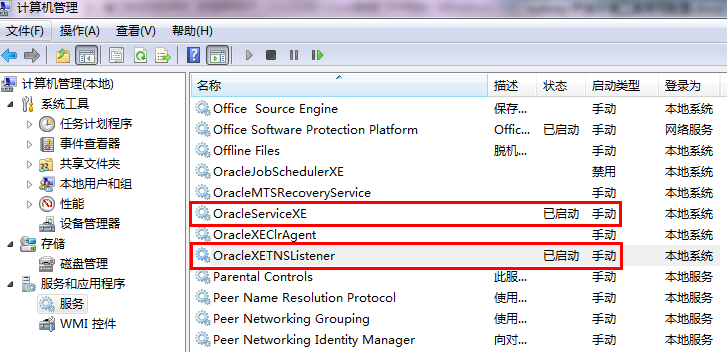 计算机管理
文件(F) 操作(A) 查看(V) 帮助(H)
计算机管理(本地)
系统工具
任务计划程序
事件查看器
共享文件夹
本地用户和组
性能
设备管理器
存储
磁盘管理
服务和应用程序
服务
WMI 控件
名称 描述 状态 启动类型 登录为
Office  Source Engine 保存... 手动 本地系统
Office Software Protection Platform Offic... 已启动 手动 网络服务
Offline Files 脱机... 手动 本地系统
OracleJobSchedulerXE 禁用 本地系统
OracleMTSRecoveryService 手动 本地系统
OracleServiceXE 已启动 手动 本地系统
OracleXEClrAgent 手动 本地系统
OracleXETNSListener 已启动 手动 本地系统
Parental Controls 此服... 手动 本地服务
Peer Name Resolution Protocol 使用... 手动 本地服务
Peer Networking Grouping 使用... 手动 本地服务
Peer Networking Identity Manager 向对... 手动 本地服务